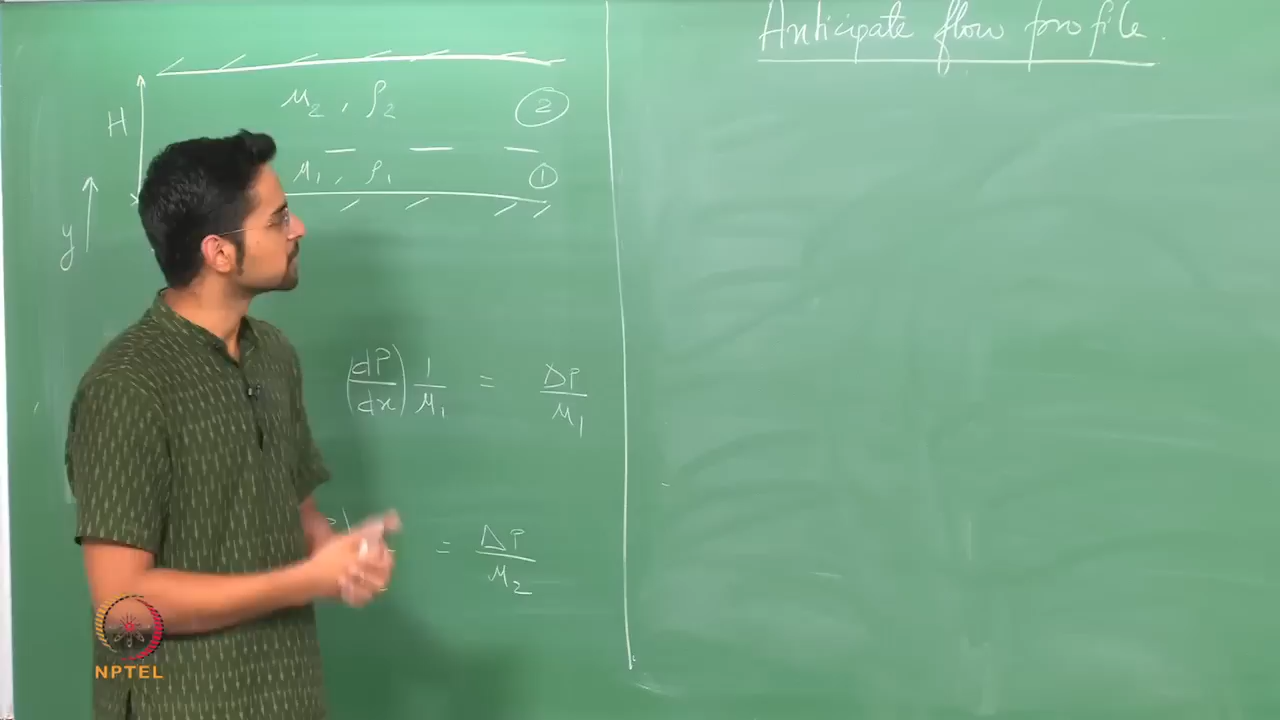 Anticipate flow profile.
H
μ₂, ρ₂ ②
μ₁, ρ₁ ①
y
(dP/dx) 1/μ₁ = ΔP/μ₁
= ΔP/μ₂
NPTEL